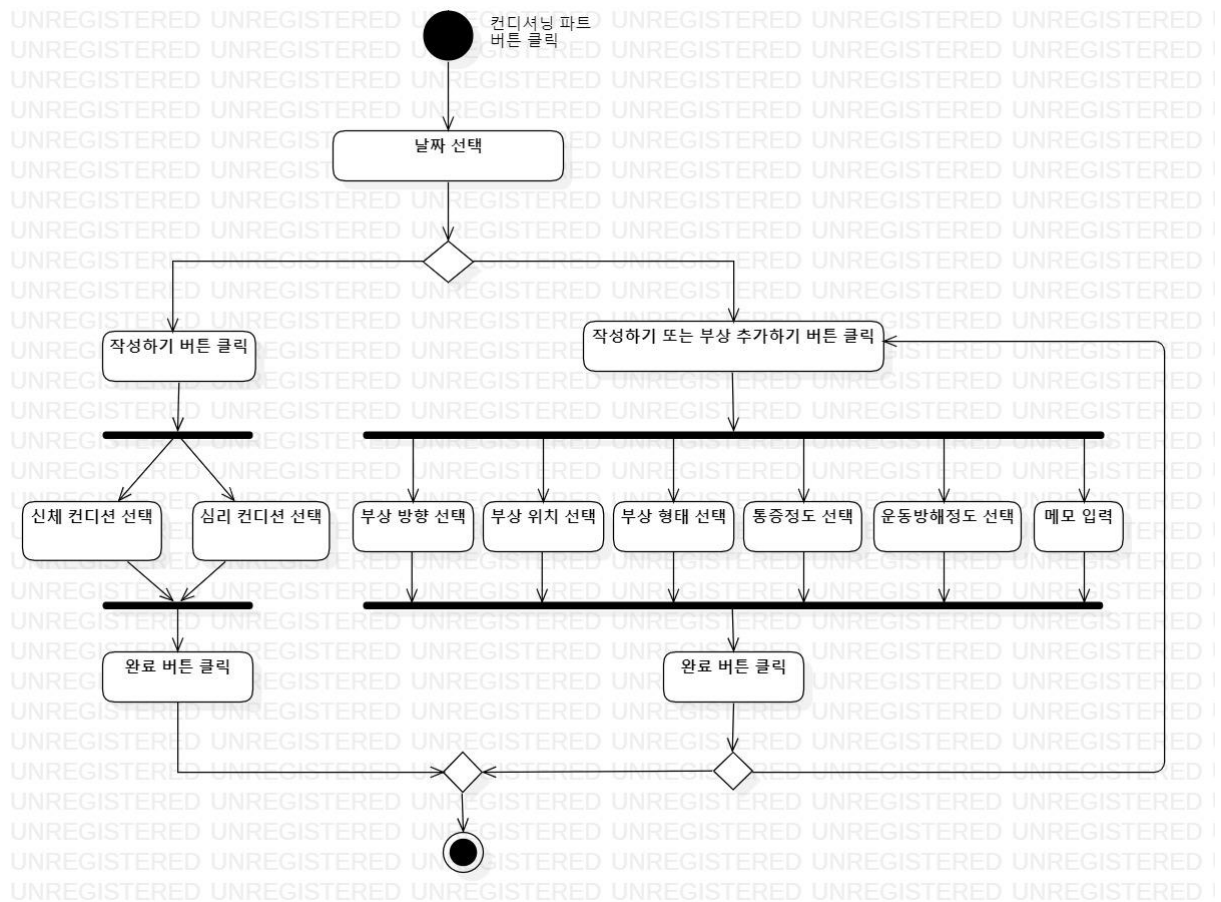 컨디셔닝 파트
버튼 클릭
날짜 선택
작성하기 버튼 클릭
작성하기 또는 부상 추가하기 버튼 클릭
신체 컨디션 선택
심리 컨디션 선택
부상 방향 선택
부상 위치 선택
부상 형태 선택
통증정도 선택
운동방해정도 선택
메모 입력
완료 버튼 클릭
완료 버튼 클릭
UNREGISTERED